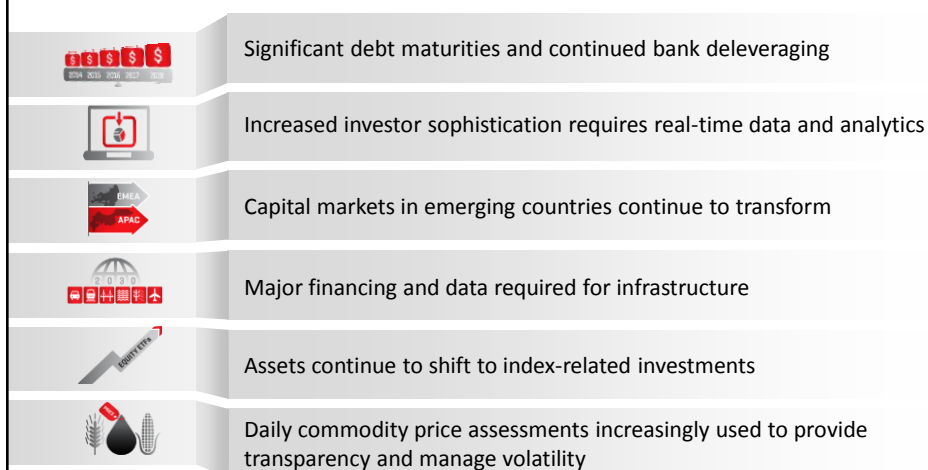 $ $ $ $ $
2014 2015 2016 2017 2018
Significant debt maturities and continued bank deleveraging
Increased investor sophistication requires real-time data and analytics
EMEA
APAC
Capital markets in emerging countries continue to transform
2030
Major financing and data required for infrastructure
EQUITY ETFs
Assets continue to shift to index-related investments
PRICE
Daily commodity price assessments increasingly used to provide
transparency and manage volatility